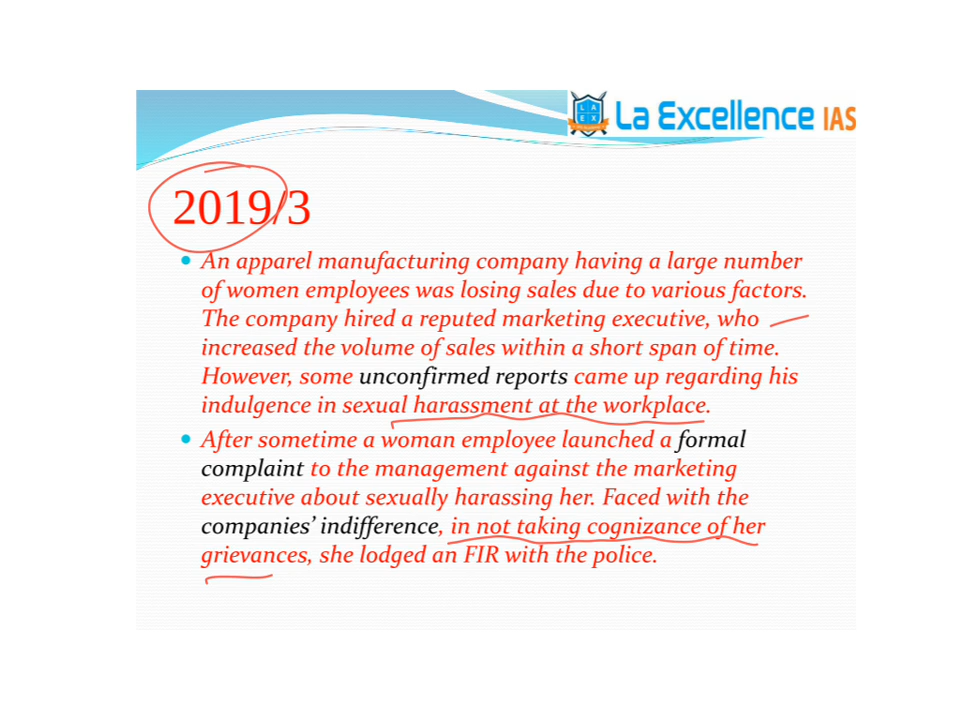 L A
E X
La Excellence IAS
2019/3
• An apparel manufacturing company having a large number
of women employees was losing sales due to various factors.
The company hired a reputed marketing executive, who
increased the volume of sales within a short span of time.
However, some unconfirmed reports came up regarding his
indulgence in sexual harassment at the workplace.
• After sometime a woman employee launched a formal
complaint to the management against the marketing
executive about sexually harassing her. Faced with the
companies’ indifference, in not taking cognizance of her
grievances, she lodged an FIR with the police.